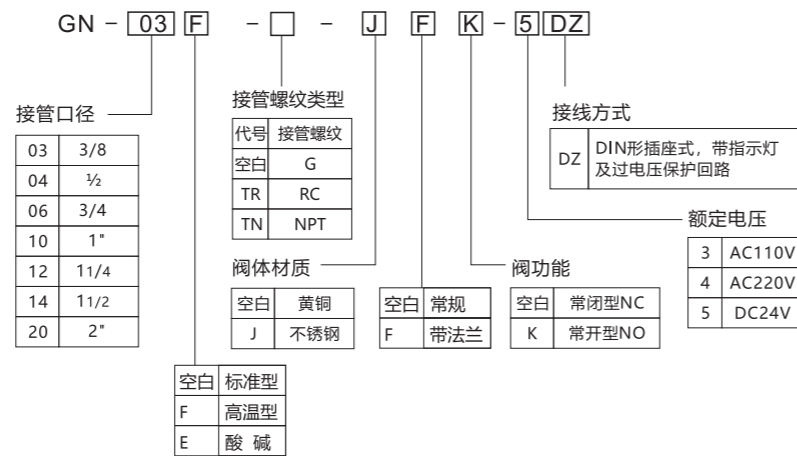 GN - 03 F - □ - J F K - 5 DZ
接管口径
03 3/8
04 ½
06 3/4
10 1"
12 11/4
14 11/2
20 2"
接管螺纹类型
代号 接管螺纹
空白 G
TR RC
TN NPT
接线方式
DZ DIN形插座式，带指示灯
及过电压保护回路
额定电压
3 AC110V
4 AC220V
5 DC24V
阀体材质
空白 黄铜
J 不锈钢
空白 常规
F 带法兰
阀功能
空白 常闭型NC
K 常开型NO
空白 标准型
F 高温型
E 酸 碱